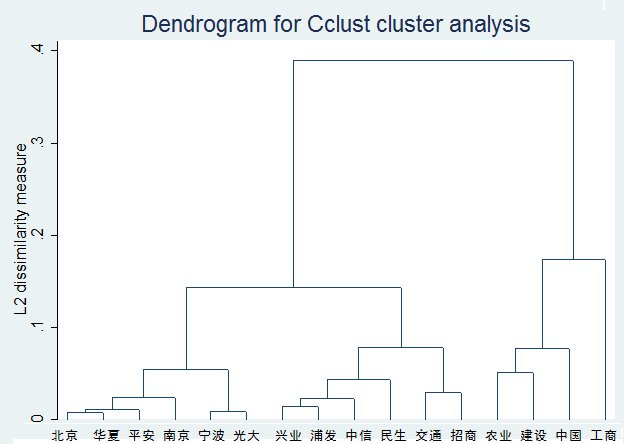 Dendrogram for Cclust cluster analysis
L2 dissimilarity measure
.4
.3
.2
.1
0
北京 华夏 平安 南京 宁波 光大 兴业 浦发 中信 民生 交通 招商 农业 建设 中国 工商